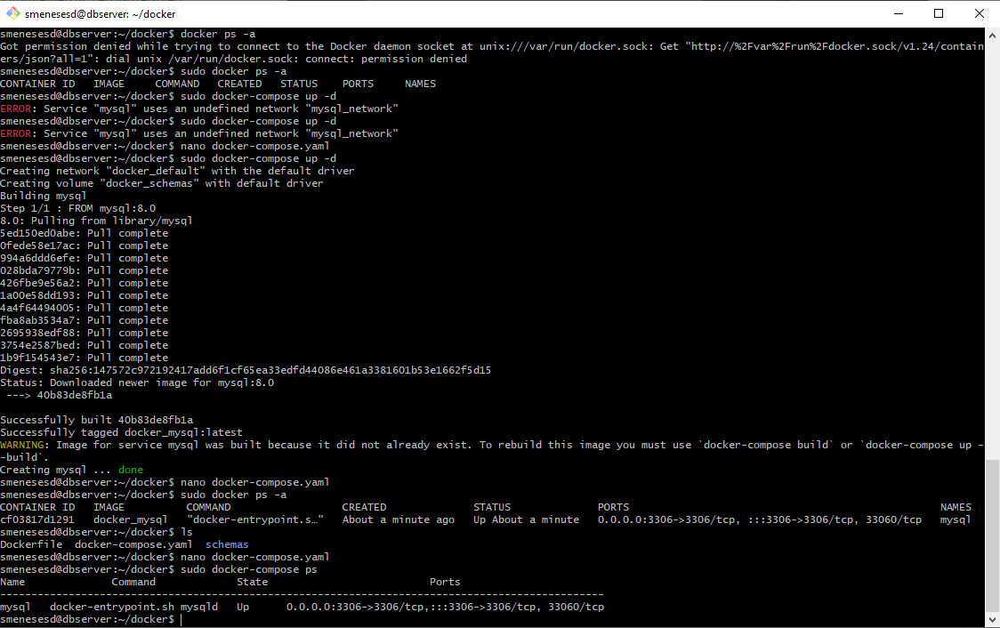 smenesesd@dbserver: ~/docker
smenesesd@dbserver:~/docker$ docker ps -a
Got permission denied while trying to connect to the Docker daemon socket at unix:///var/run/docker.sock: Get "http://%2Fvar%2Frun%2Fdocker.sock/v1.24/contain
ers/json?all=1": dial unix /var/run/docker.sock: connect: permission denied
smenesesd@dbserver:~/docker$ sudo docker ps -a
CONTAINER ID   IMAGE     COMMAND   CREATED   STATUS    PORTS     NAMES
smenesesd@dbserver:~/docker$ sudo docker-compose up -d
ERROR: Service "mysql" uses an undefined network "mysql_network"
smenesesd@dbserver:~/docker$ sudo docker-compose up -d
ERROR: Service "mysql" uses an undefined network "mysql_network"
smenesesd@dbserver:~/docker$ nano docker-compose.yaml
smenesesd@dbserver:~/docker$ sudo docker-compose up -d
Creating network "docker_default" with the default driver
Creating volume "docker_schemas" with default driver
Building mysql
Step 1/1 : FROM mysql:8.0
8.0: Pulling from library/mysql
5ed150ed0abe: Pull complete
0fede58e17ac: Pull complete
994a6ddd6efe: Pull complete
028bda79779b: Pull complete
426fbe9e56a2: Pull complete
1a00e58dd193: Pull complete
4a4f64494005: Pull complete
fba8ab3534a7: Pull complete
2695938edf88: Pull complete
3754e2587bed: Pull complete
1b9f154543e7: Pull complete
Digest: sha256:147572c972192417add6f1cf65ea33edfd44086e461a3381601b53e1662f5d15
Status: Downloaded newer image for mysql:8.0
 ---> 40b83de8fb1a
Successfully built 40b83de8fb1a
Successfully tagged docker_mysql:latest
WARNING: Image for service mysql was built because it did not already exist. To rebuild this image you must use `docker-compose build` or `docker-compose up -
-build`.
Creating mysql ... done
smenesesd@dbserver:~/docker$ nano docker-compose.yaml
smenesesd@dbserver:~/docker$ sudo docker ps -a
CONTAINER ID   IMAGE          COMMAND                  CREATED              STATUS              PORTS                                                  NAMES
cf03817d1291   docker_mysql   "docker-entrypoint.s…"   About a minute ago   Up About a minute   0.0.0.0:3306->3306/tcp, :::3306->3306/tcp, 33060/tcp   mysql
smenesesd@dbserver:~/docker$ ls
Dockerfile  docker-compose.yaml  schemas
smenesesd@dbserver:~/docker$ nano docker-compose.yaml
smenesesd@dbserver:~/docker$ sudo docker-compose ps
Name              Command             State                          Ports
-------------------------------------------------------------------------------------------------
mysql   docker-entrypoint.sh mysqld   Up      0.0.0.0:3306->3306/tcp,:::3306->3306/tcp, 33060/tcp
smenesesd@dbserver:~/docker$